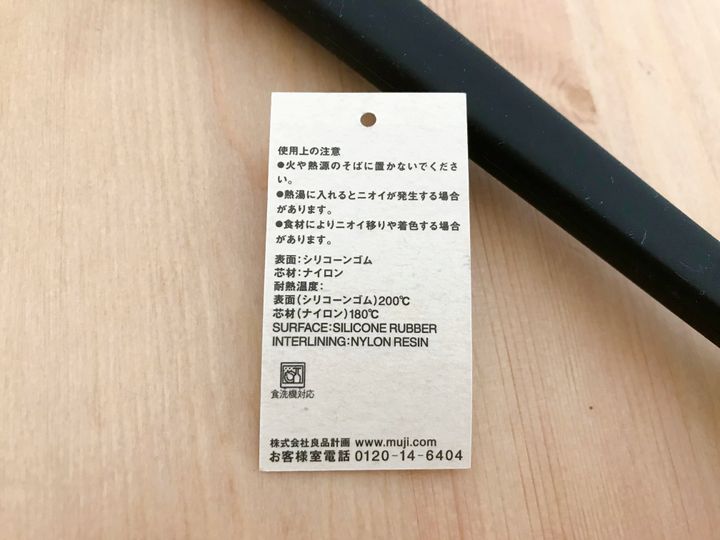 使用上の注意
●火や熱源のそばに置かないでくださ
い。
●熱湯に入れるとニオイが発生する場合
があります。
●食材によりニオイ移りや着色する場合
があります。
表面:シリコーンゴム
芯材:ナイロン
耐熱温度:
表面(シリコーンゴム)200℃
芯材(ナイロン)180℃
SURFACE:SILICONE RUBBER
INTERLINING:NYLON RESIN
食洗機対応
株式会社良品計画 www.muji.com
お客様室電話 0120-14-6404